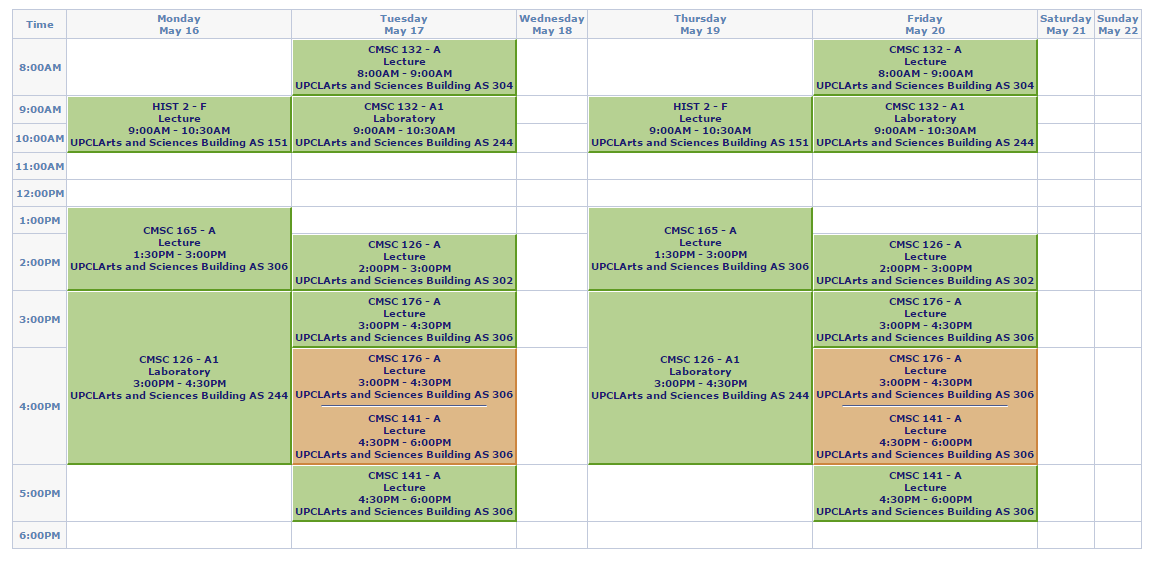 Time
Monday
May 16
Tuesday
May 17
Wednesday
May 18
Thursday
May 19
Friday
May 20
Saturday
May 21
Sunday
May 22
8:00AM
CMSC 132 - A
Lecture
8:00AM - 9:00AM
UPCLArts and Sciences Building AS 304
CMSC 132 - A
Lecture
8:00AM - 9:00AM
UPCLArts and Sciences Building AS 304
9:00AM
HIST 2 - F
Lecture
9:00AM - 10:30AM
UPCLArts and Sciences Building AS 151
CMSC 132 - A1
Laboratory
9:00AM - 10:30AM
UPCLArts and Sciences Building AS 244
HIST 2 - F
Lecture
9:00AM - 10:30AM
UPCLArts and Sciences Building AS 151
CMSC 132 - A1
Laboratory
9:00AM - 10:30AM
UPCLArts and Sciences Building AS 244
10:00AM
11:00AM
12:00PM
1:00PM
CMSC 165 - A
Lecture
1:30PM - 3:00PM
UPCLArts and Sciences Building AS 306
CMSC 165 - A
Lecture
1:30PM - 3:00PM
UPCLArts and Sciences Building AS 306
2:00PM
CMSC 126 - A
Lecture
2:00PM - 3:00PM
UPCLArts and Sciences Building AS 302
CMSC 126 - A
Lecture
2:00PM - 3:00PM
UPCLArts and Sciences Building AS 302
3:00PM
CMSC 126 - A1
Laboratory
3:00PM - 4:30PM
UPCLArts and Sciences Building AS 244
CMSC 176 - A
Lecture
3:00PM - 4:30PM
UPCLArts and Sciences Building AS 306
CMSC 126 - A1
Laboratory
3:00PM - 4:30PM
UPCLArts and Sciences Building AS 244
CMSC 176 - A
Lecture
3:00PM - 4:30PM
UPCLArts and Sciences Building AS 306
4:00PM
CMSC 176 - A
Lecture
3:00PM - 4:30PM
UPCLArts and Sciences Building AS 306
CMSC 141 - A
Lecture
4:30PM - 6:00PM
UPCLArts and Sciences Building AS 306
CMSC 176 - A
Lecture
3:00PM - 4:30PM
UPCLArts and Sciences Building AS 306
CMSC 141 - A
Lecture
4:30PM - 6:00PM
UPCLArts and Sciences Building AS 306
5:00PM
CMSC 141 - A
Lecture
4:30PM - 6:00PM
UPCLArts and Sciences Building AS 306
CMSC 141 - A
Lecture
4:30PM - 6:00PM
UPCLArts and Sciences Building AS 306
6:00PM